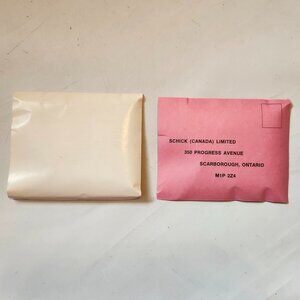 SCHICK (CANADA) LIMITED
350 PROGRESS AVENUE
SCARBOROUGH, ONTARIO
M1P 2Z4